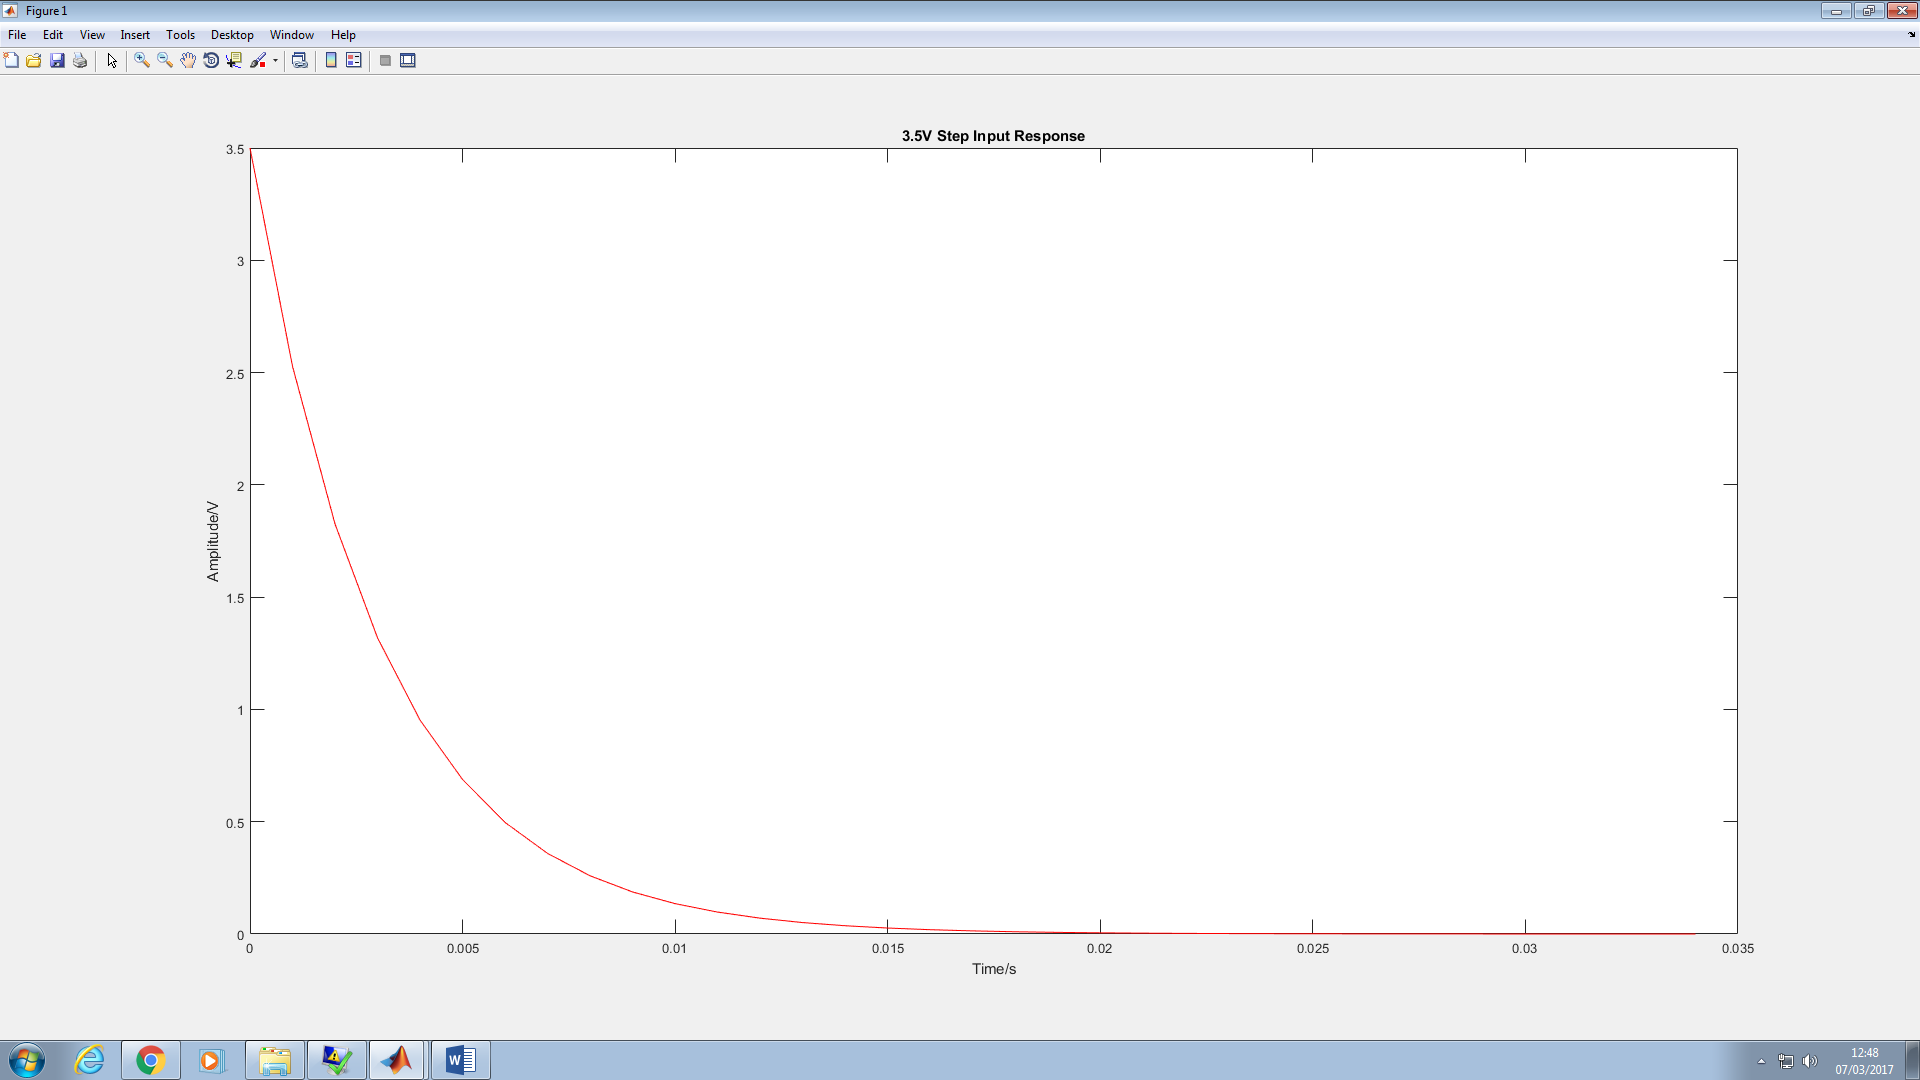 Figure 1
File Edit View Insert Tools Desktop Window Help
3.5V Step Input Response
3.5
3
2.5
2
1.5
1
0.5
0
Amplitude/V
0 0.005 0.01 0.015 0.02 0.025 0.03 0.035
Time/s
12:48
07/03/2017